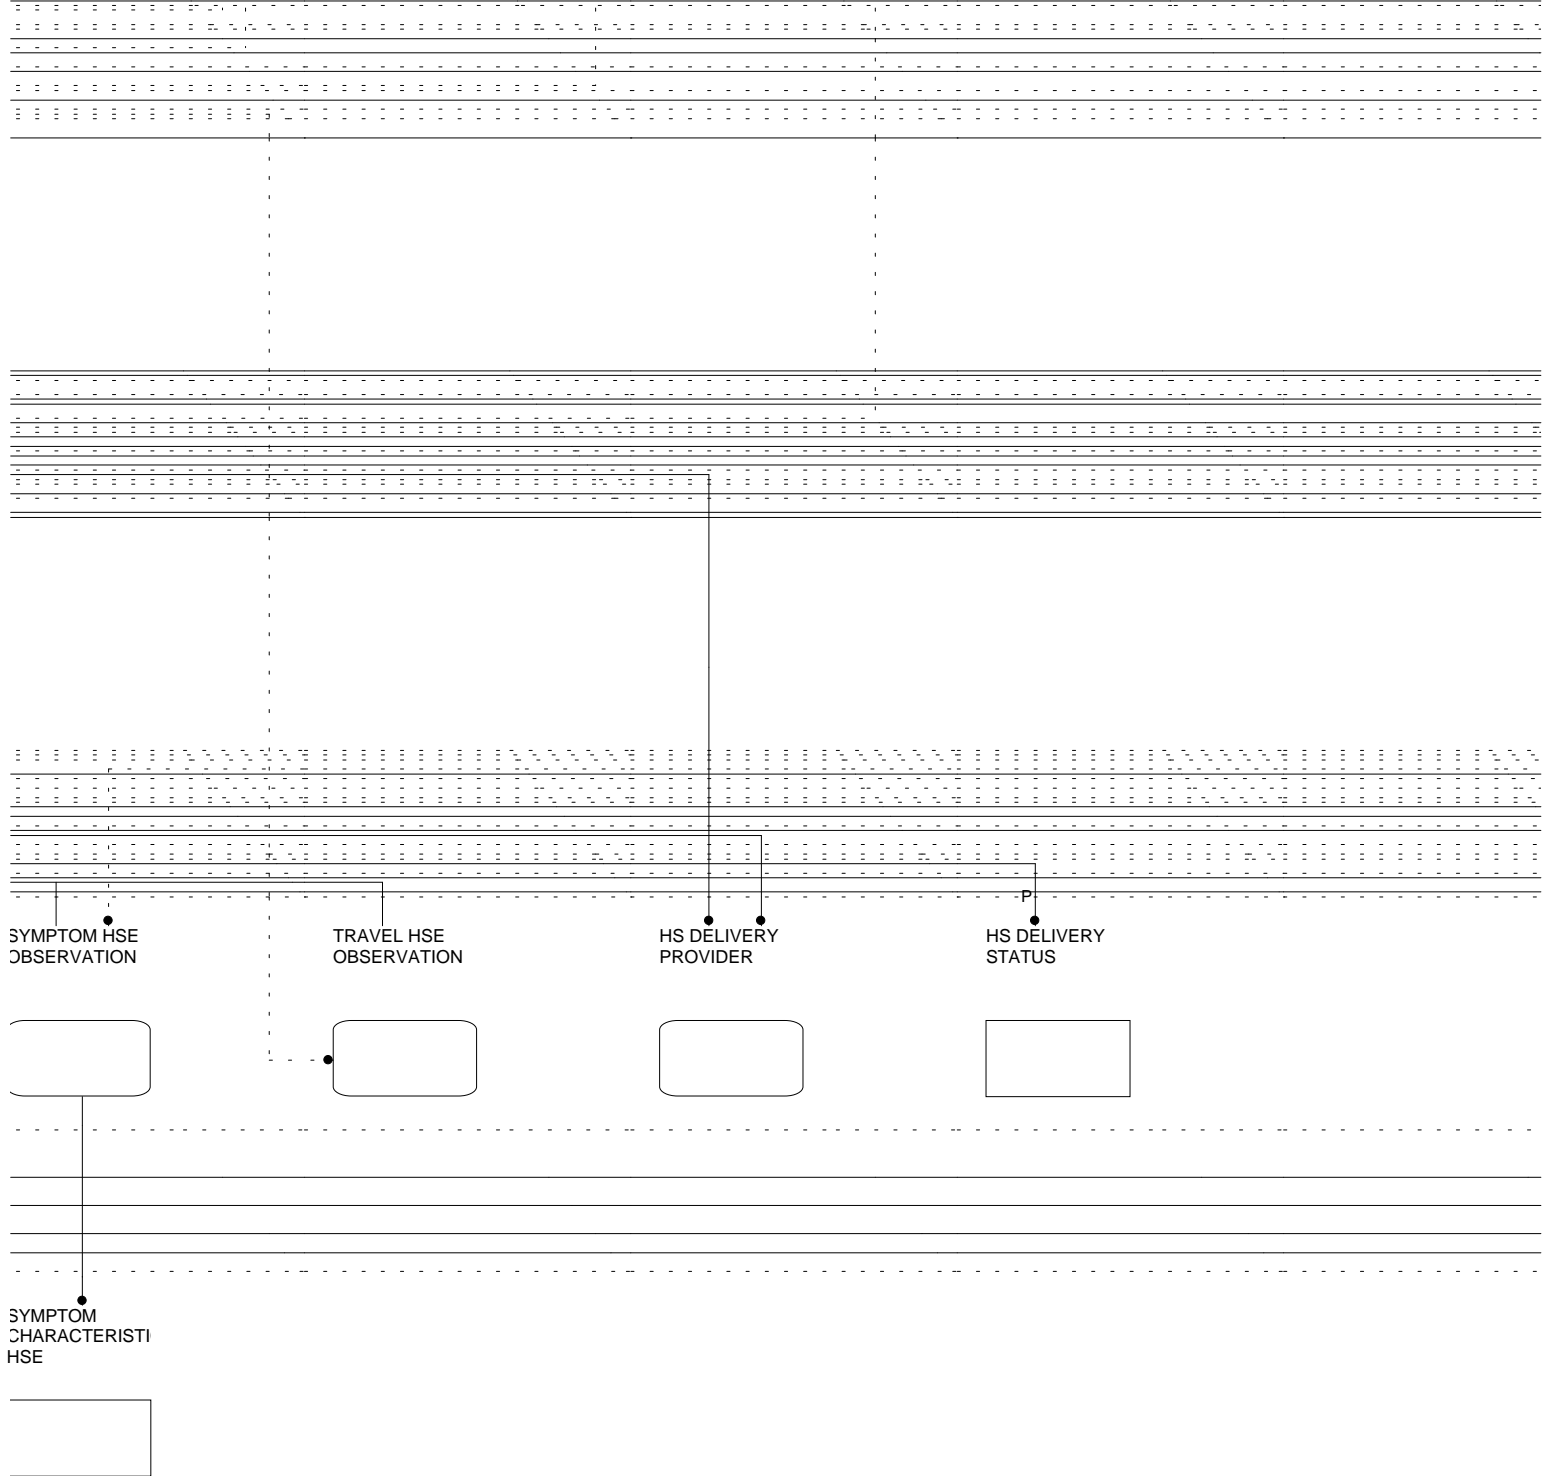 P
SYMPTOM HSE
OBSERVATION
TRAVEL HSE
OBSERVATION
HS DELIVERY
PROVIDER
HS DELIVERY
STATUS
SYMPTOM
CHARACTERISTI
HSE